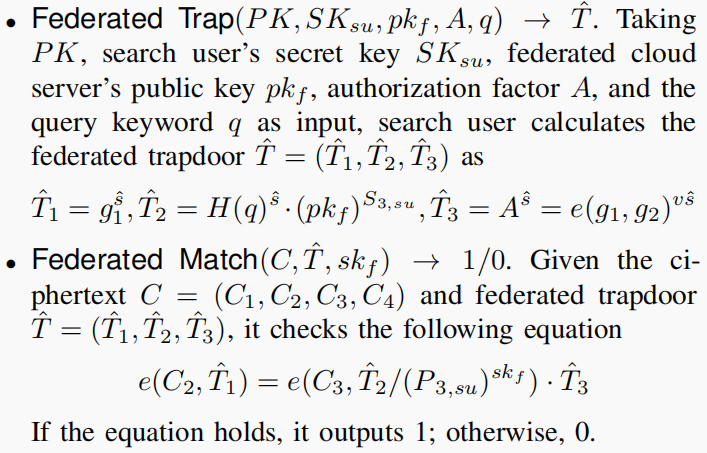 • Federated Trap(PK, SK_{su}, pk_f, A, q) → T̂. Taking
PK, search user's secret key SK_{su}, federated cloud
server's public key pk_f, authorization factor A, and the
query keyword q as input, search user calculates the
federated trapdoor T̂ = (T̂_1, T̂_2, T̂_3) as
T̂_1 = g_1^{ŝ}, T̂_2 = H(q)^{ŝ} · (pk_f)^{S_{3,su}}, T̂_3 = A^{ŝ} = e(g_1, g_2)^{vŝ}
• Federated Match(C, T̂, sk_f) → 1/0. Given the ci-
phertext C = (C_1, C_2, C_3, C_4) and federated trapdoor
T̂ = (T̂_1, T̂_2, T̂_3), it checks the following equation
e(C_2, T̂_1) = e(C_3, T̂_2/(P_{3,su})^{sk_f}) · T̂_3
If the equation holds, it outputs 1; otherwise, 0.